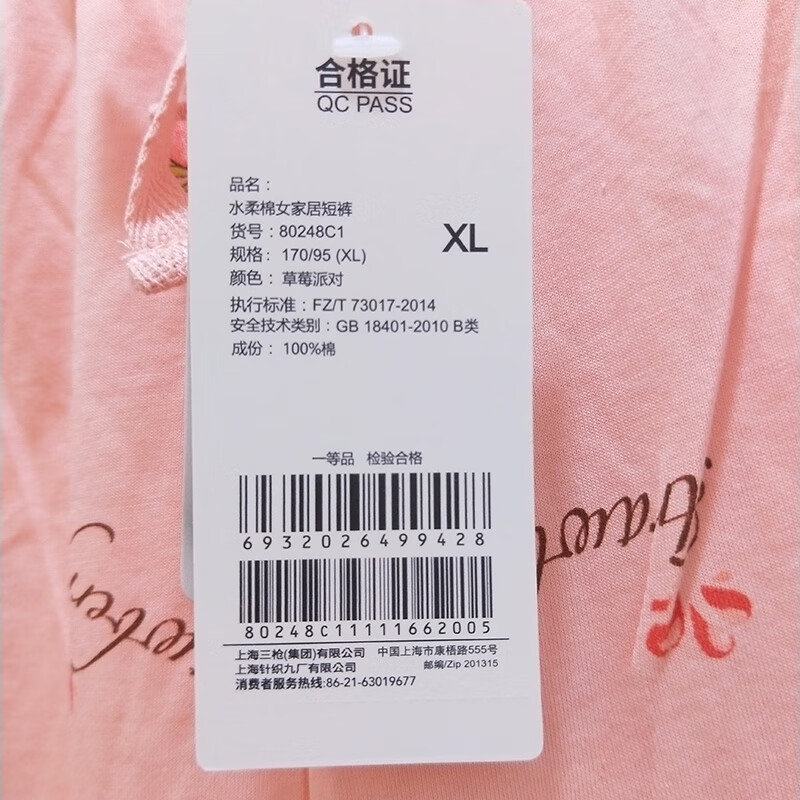 合格证
QC PASS
品名：
水柔棉女家居短裤
货号：80248C1
规格：170/95 (XL)
XL
颜色：草莓派对
执行标准：FZ/T 73017-2014
安全技术类别：GB 18401-2010 B类
成份：100%棉
一等品 检验合格
6932026499428
80248C11111662005
上海三枪(集团)有限公司 中国上海市康梧路555号
上海针织九厂有限公司 邮编/Zip 201315
消费者服务热线:86-21-63019677